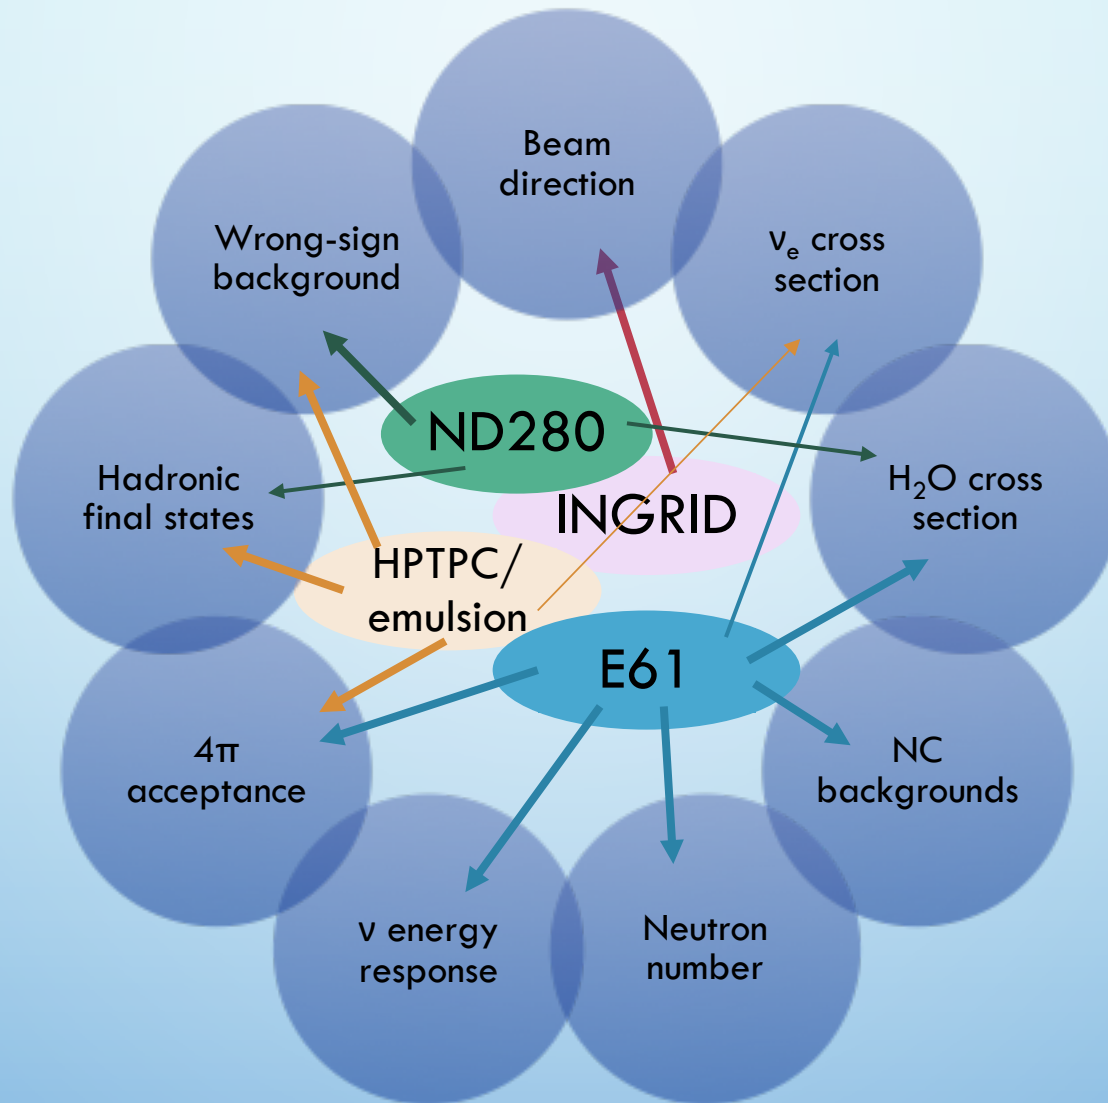 Beam
direction
Wrong-sign
background
νₑ cross
section
ND280
Hadronic
final states
H₂O cross
section
INGRID
HPTPC/
emulsion
E61
4π
acceptance
NC
backgrounds
ν energy
response
Neutron
number